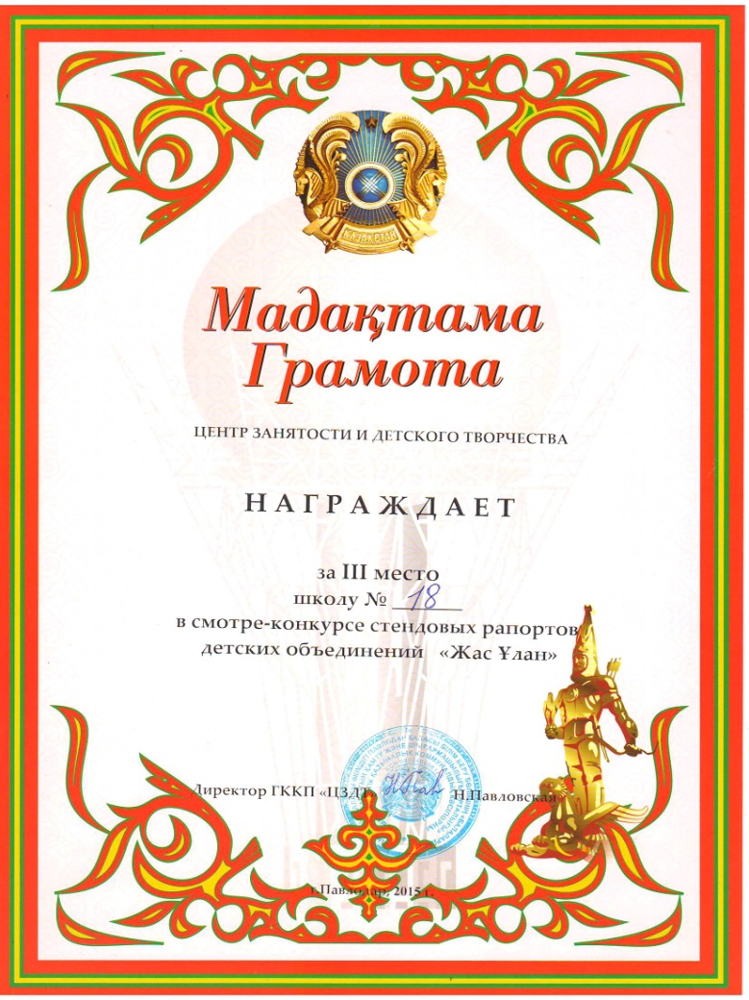 ҚАЗАҚСТАН
Мадақтама
Грамота
ЦЕНТР ЗАНЯТОСТИ И ДЕТСКОГО ТВОРЧЕСТВА
НАГРАЖДАЕТ
за III место
школу № 18
в смотре-конкурсе стендовых рапортов
детских объединений «Жас Ұлан»
Директор ГККП «ЦЗДТ» Н.Павловская
г.Павлодар, 2015 г.